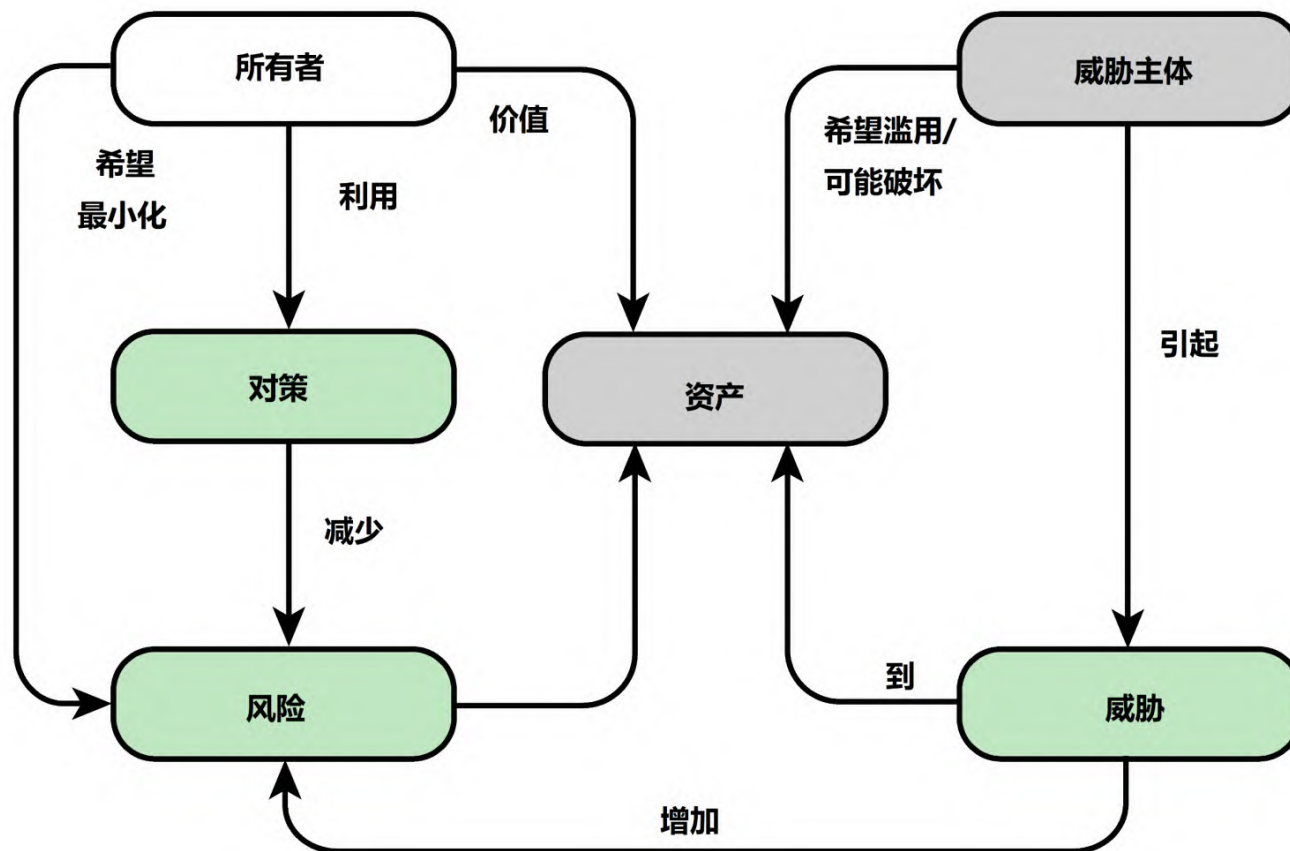 所有者
威胁主体
价值
希望滥用/
可能破坏
希望
最小化
利用
对策
资产
引起
减少
风险
到
威胁
增加